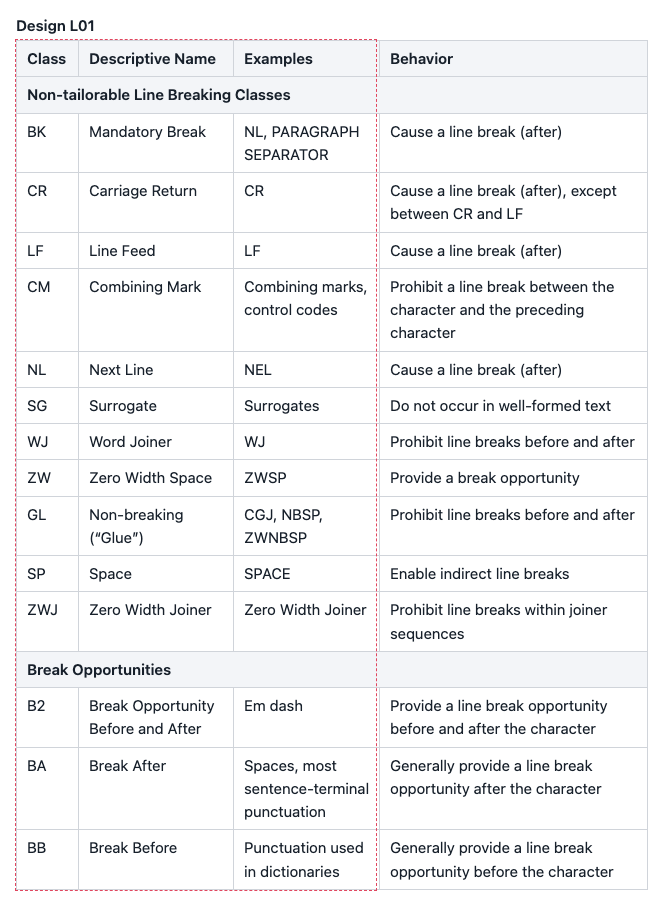 Design L01
Class Descriptive Name Examples Behavior
Non-tailorable Line Breaking Classes
BK Mandatory Break NL, PARAGRAPH Cause a line break (after)
SEPARATOR
CR Carriage Return CR Cause a line break (after), except
between CR and LF
LF Line Feed LF Cause a line break (after)
CM Combining Mark Combining marks, Prohibit a line break between the
control codes character and the preceding
character
NL Next Line NEL Cause a line break (after)
SG Surrogate Surrogates Do not occur in well-formed text
WJ Word Joiner WJ Prohibit line breaks before and after
ZW Zero Width Space ZWSP Provide a break opportunity
GL Non-breaking CGJ, NBSP, Prohibit line breaks before and after
(“Glue”) ZWNBSP
SP Space SPACE Enable indirect line breaks
ZWJ Zero Width Joiner Zero Width Joiner Prohibit line breaks within joiner
sequences
Break Opportunities
B2 Break Opportunity Em dash Provide a line break opportunity
Before and After before and after the character
BA Break After Spaces, most Generally provide a line break
sentence-terminal opportunity after the character
punctuation
BB Break Before Punctuation used Generally provide a line break
in dictionaries opportunity before the character